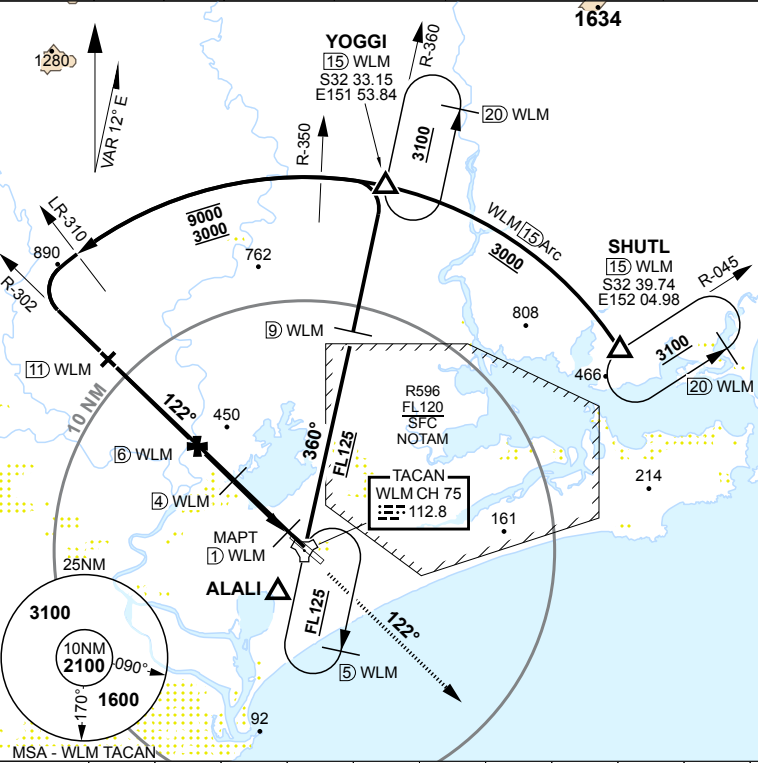 1634
YOGGI
15 WLM
S32 33.15
E151 53.84
R-360
1280
VAR 12° E
R-350
20 WLM
3100
LR-310
9000
3000
WLM 15 Arc
3000
SHUTL
15 WLM
S32 39.74
E152 04.98
R-045
890
762
R-302
808
9 WLM
3100
466
20 WLM
11 WLM
10 NM
122°
450
R596
FL120
SFC
NOTAM
360°
FL125
6 WLM
TACAN
WLM CH 75
112.8
214
4 WLM
161
MAPT
1 WLM
ALALI
25NM
FL125
122°
3100
10NM
2100
090°
5 WLM
1600
170°
92
MSA - WLM TACAN